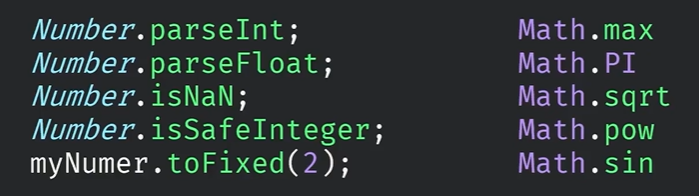 Number.parseInt; Math.max
Number.parseFloat; Math.PI
Number.isNaN; Math.sqrt
Number.isSafeInteger; Math.pow
myNumer.toFixed(2); Math.sin